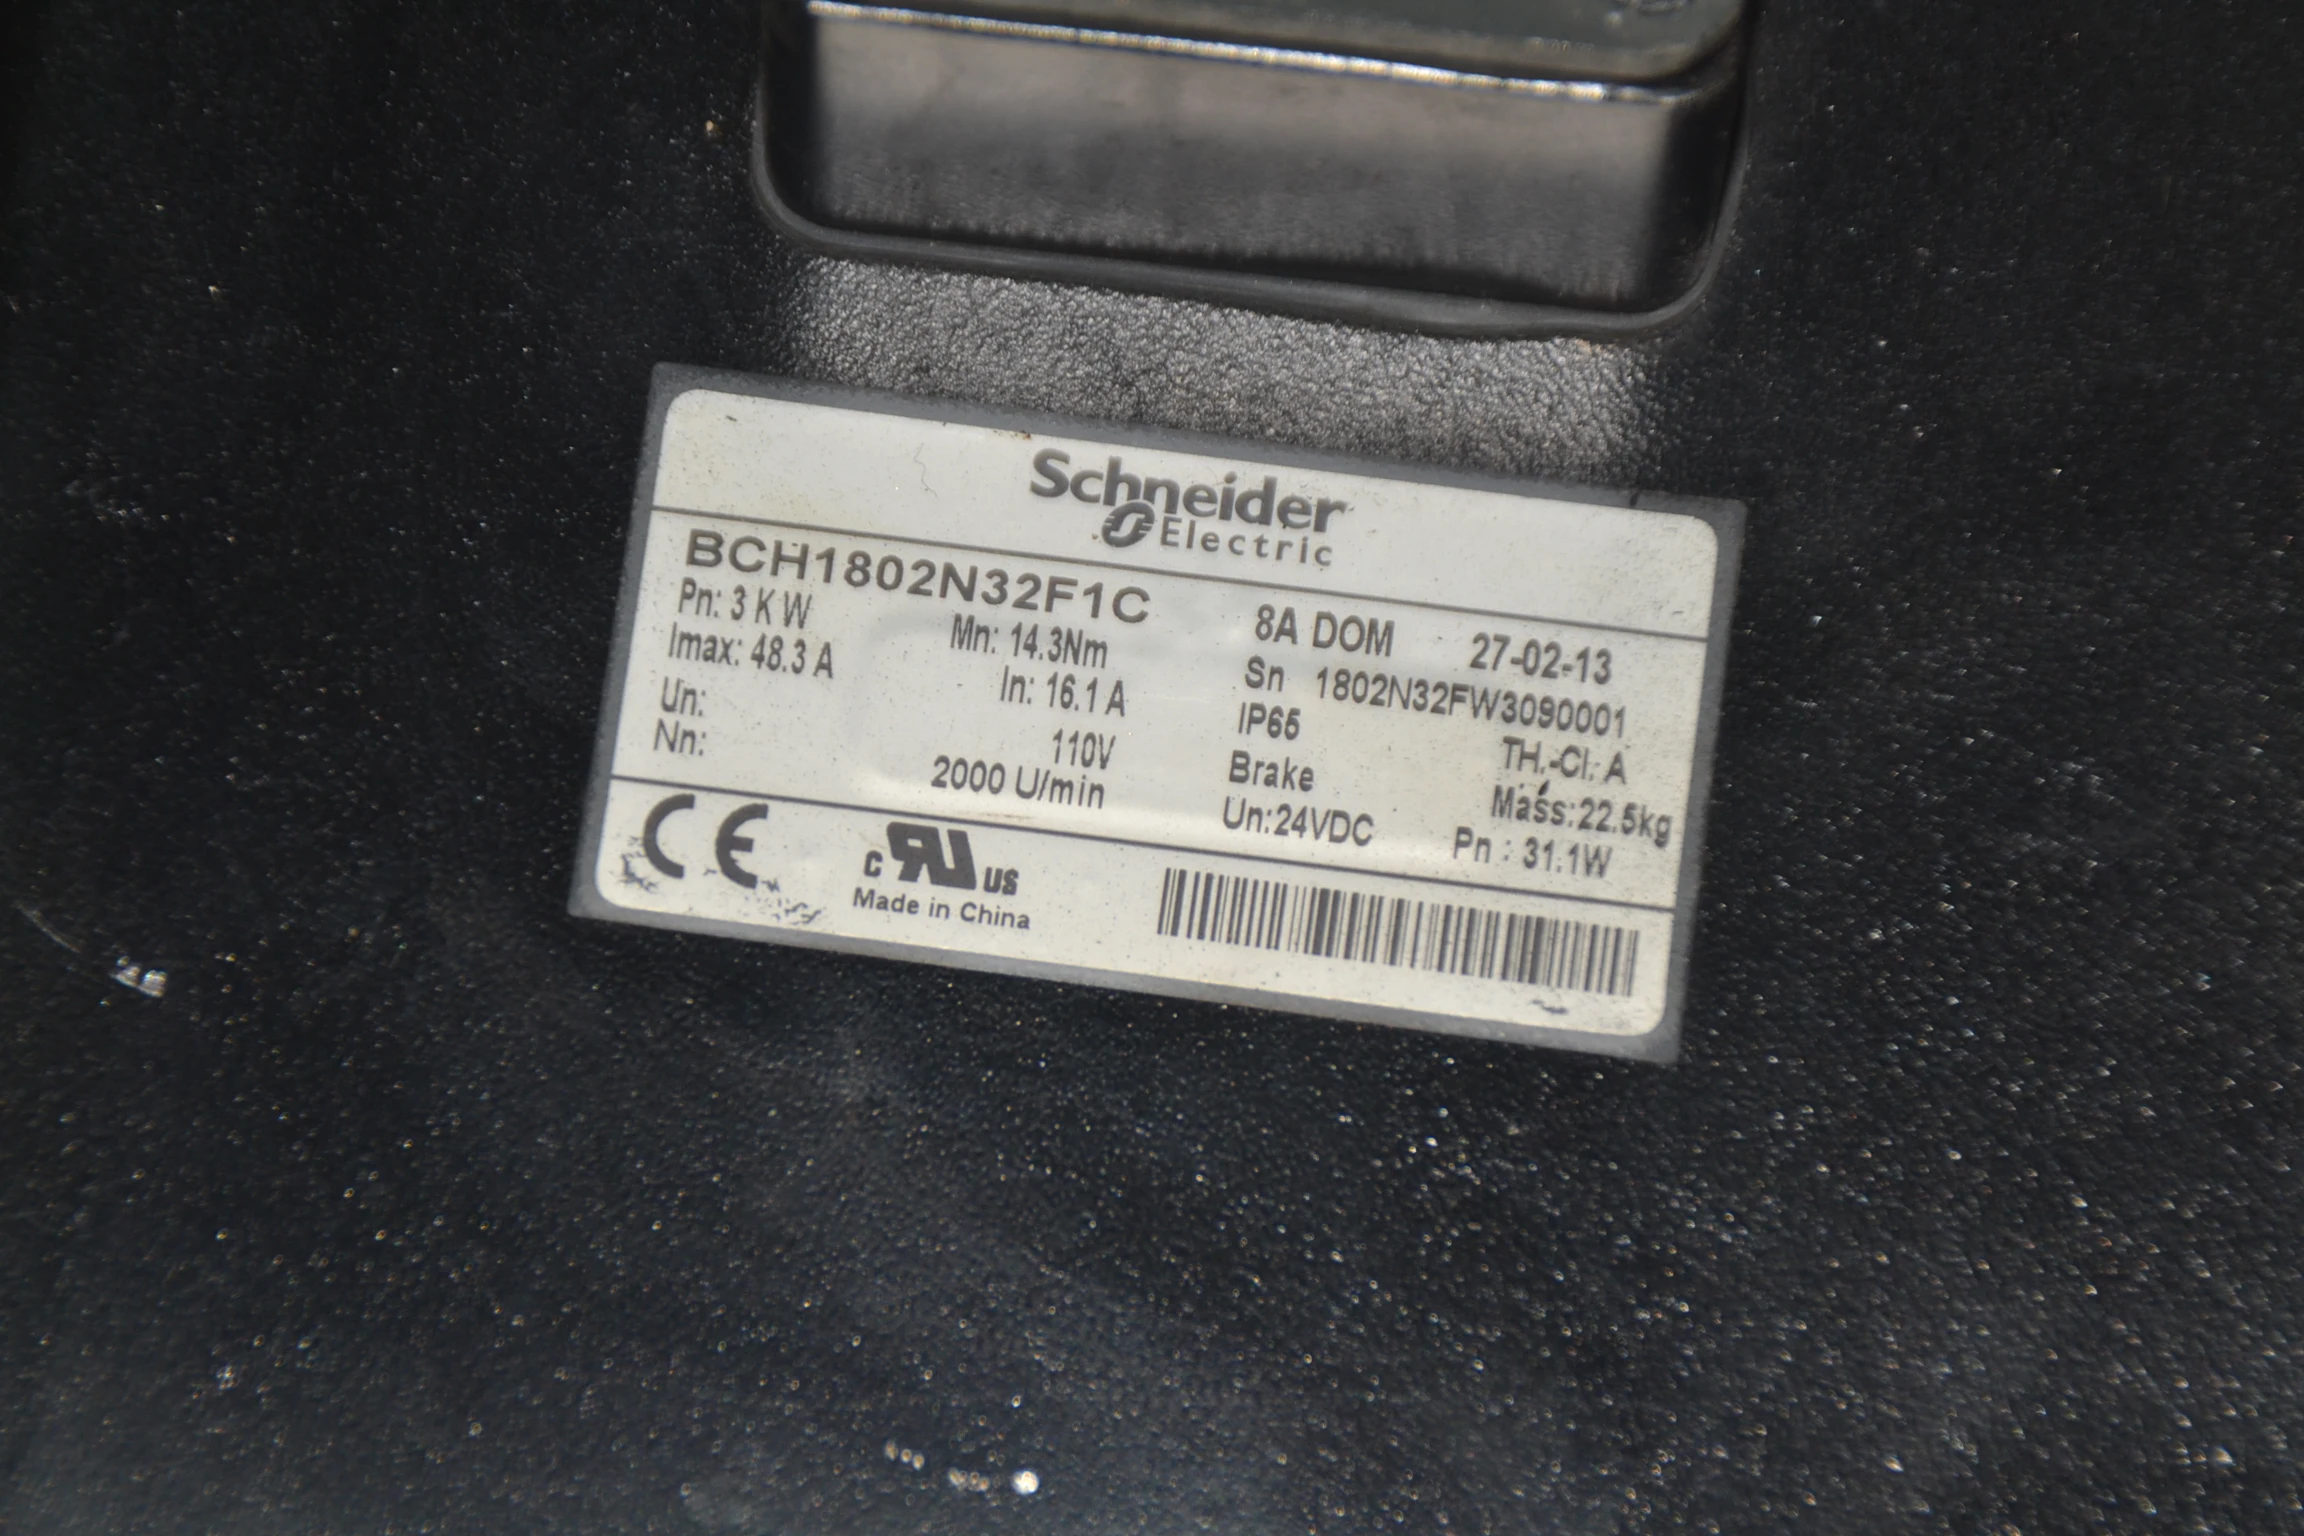 Schneider
Electric
BCH1802N32F1C
Pn: 3 KW Mn: 14.3Nm
Imax: 48.3 A In: 16.1 A
Un: 110V
Nn: 2000 U/min
8A DOM 27-02-13
Sn 1802N32FW3090001
IP65 TH.-Cl. A
Brake Mass:22.5kg
Un:24VDC Pn : 31.1W
CE
c RU US
Made in China